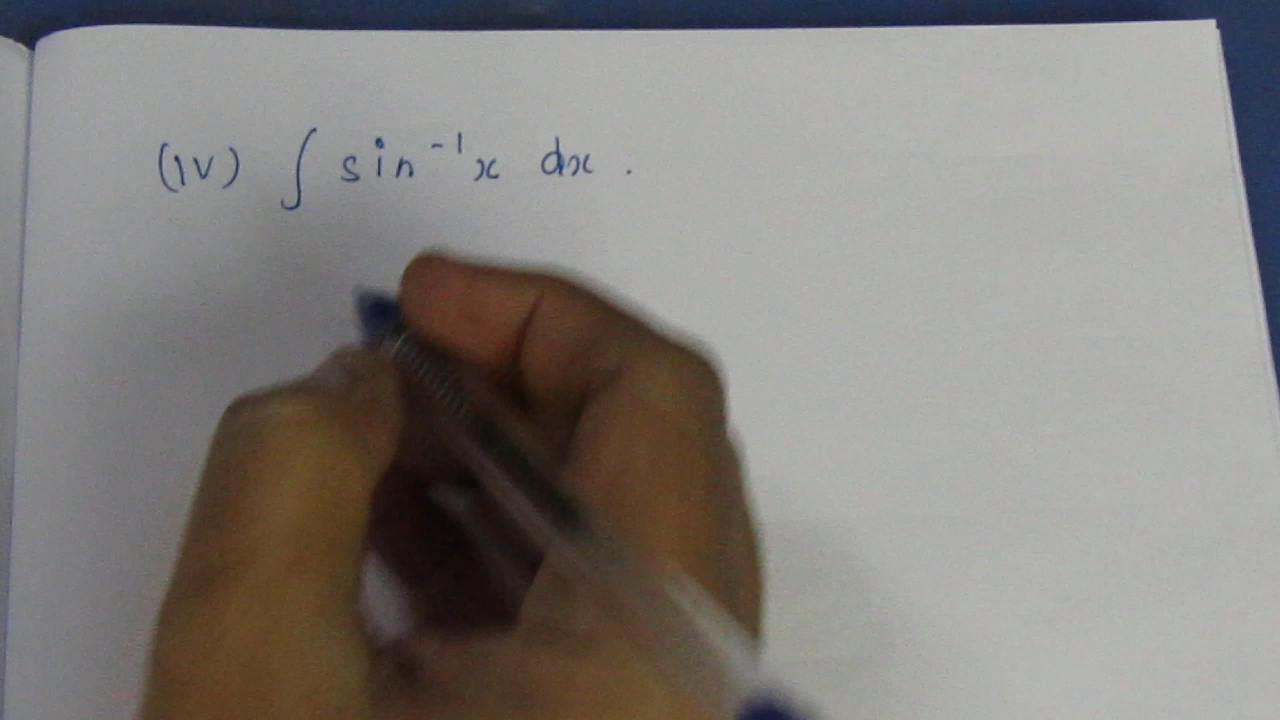 (iv) ∫ sin⁻¹x dx .